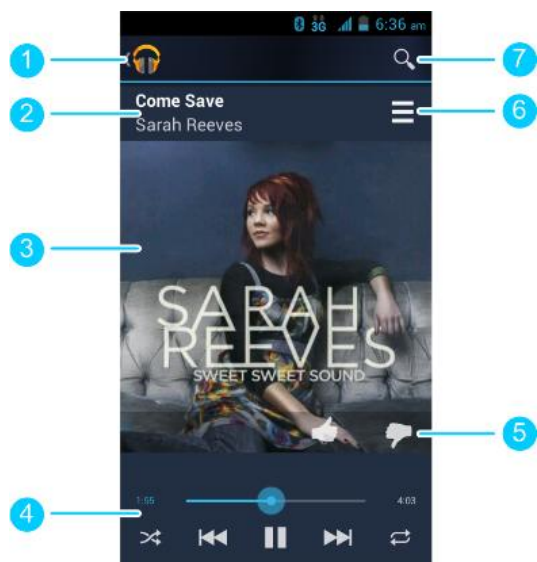 3G 6:36 am
1
7
Come Save
2
6
Sarah Reeves
3
SARAH
REEVES
SWEET SWEET SOUND
5
1:55 4:03
4